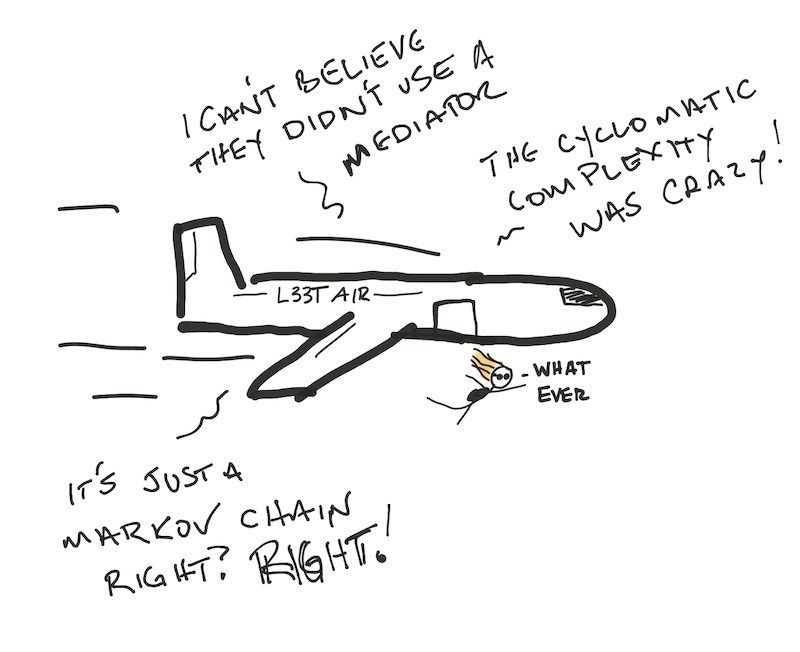 I CAN'T BELIEVE
THEY DIDN'T USE A
MEDIATOR
THE CYCLOMATIC
COMPLEXITY
WAS CRAZY!
L33T AIR
- WHAT
EVER
IT'S JUST A
MARKOV CHAIN
RIGHT? RIGHT!